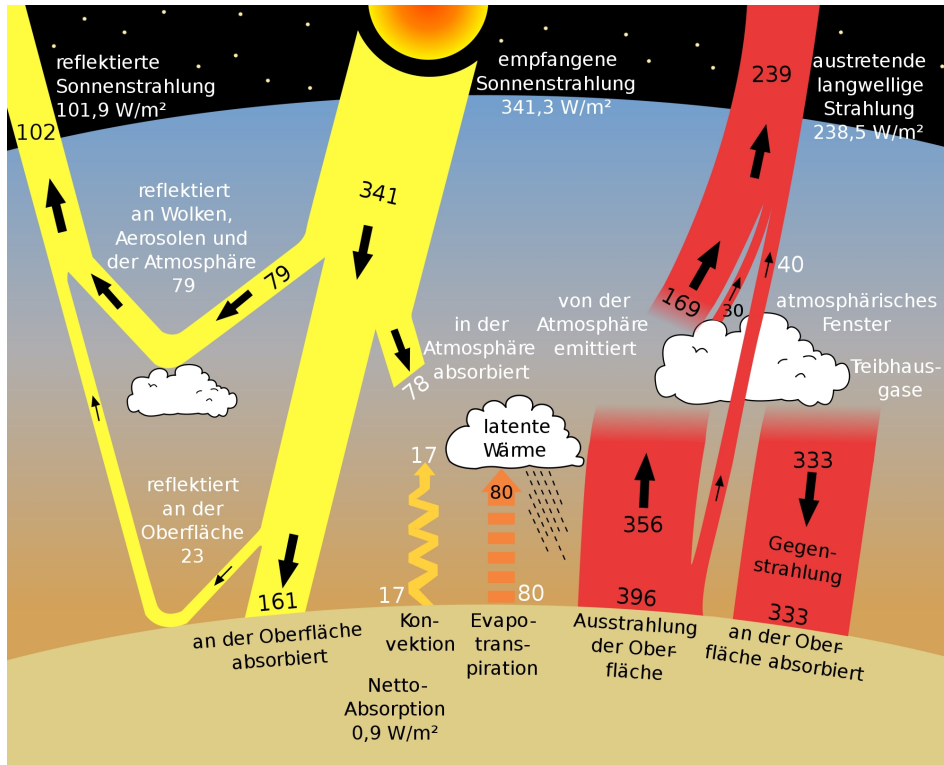 reflektierte
Sonnenstrahlung
101,9 W/m²
102
empfangene
Sonnenstrahlung
341,3 W/m²
239
austretende
langwellige
Strahlung
238,5 W/m²
341
reflektiert
an Wolken,
Aerosolen und
der Atmosphäre
79
79
in der
Atmosphäre
absorbiert
78
von der
Atmosphäre
emittiert
169
30
40
atmosphärisches
Fenster
Teibhaus-
gase
latente
Wärme
17
80
reflektiert
an der
Oberfläche
23
356
333
Gegen-
strahlung
161
17
80
396
333
an der Oberfläche
absorbiert
Kon-
vektion
Evapo-
trans-
piration
Ausstrahlung
der Ober-
fläche
an der Ober-
fläche absorbiert
Netto-
Absorption
0,9 W/m²